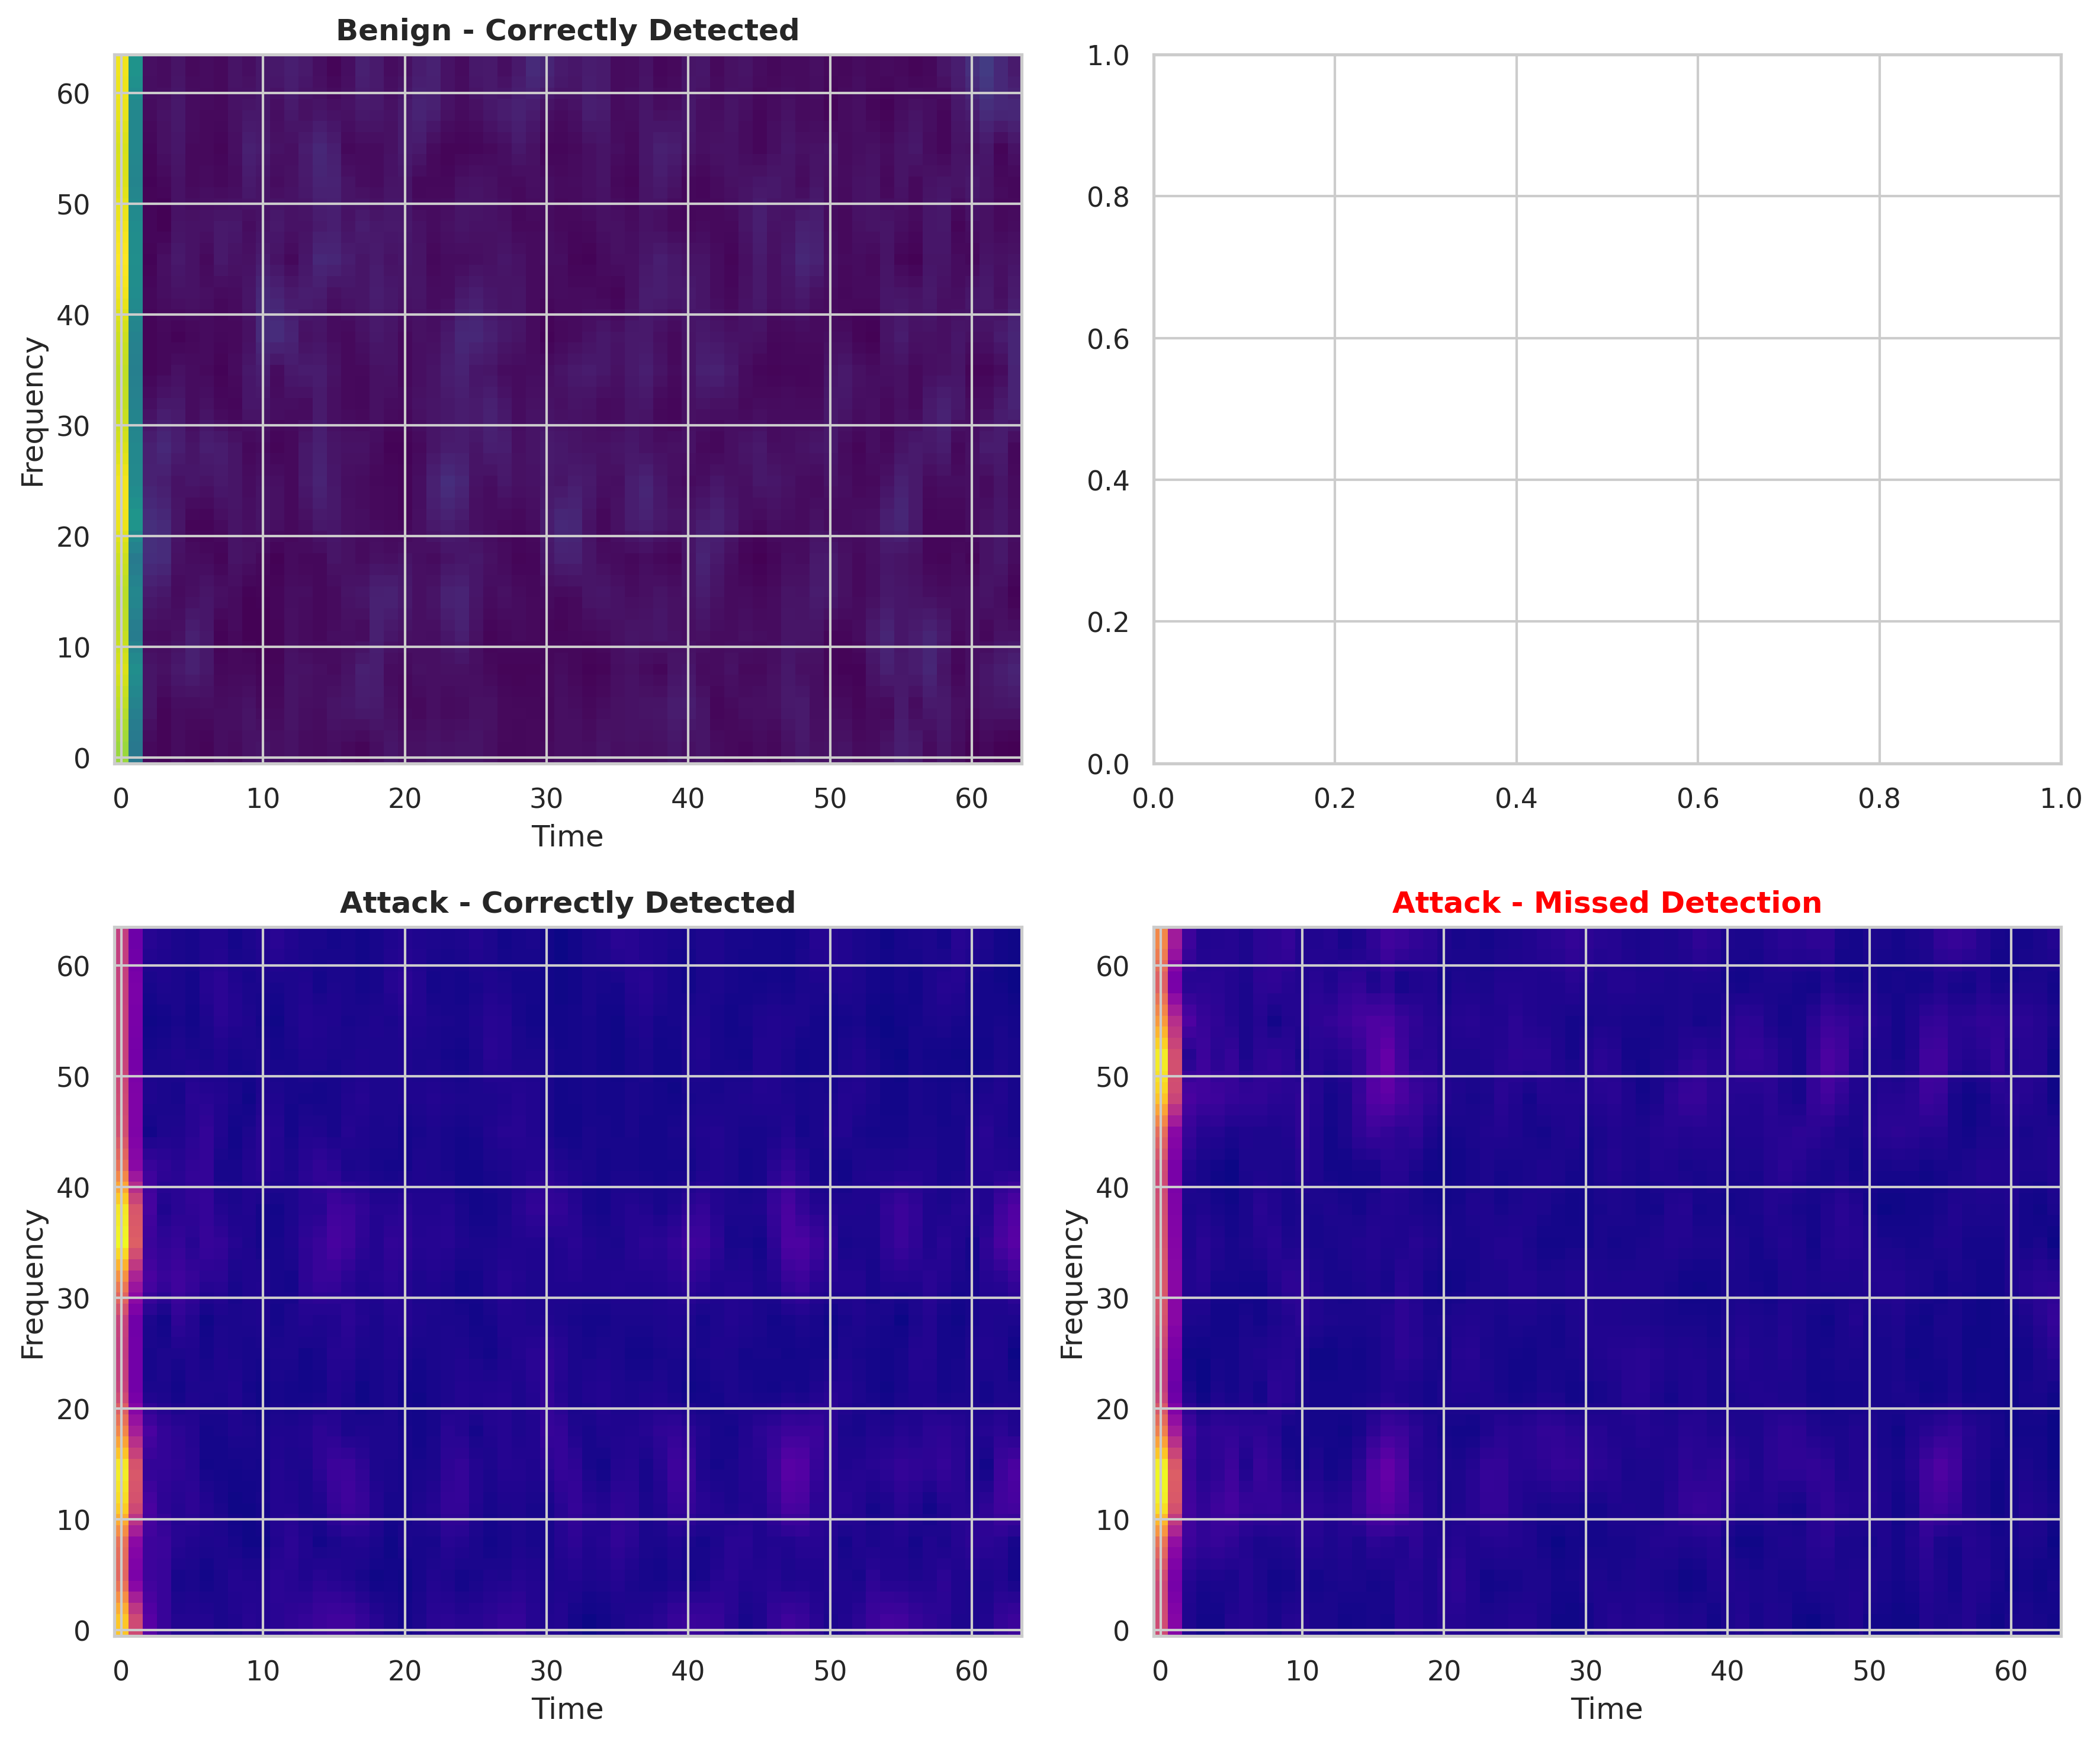 Benign - Correctly Detected
60
50
40
30
20
10
0
Frequency
0 10 20 30 40 50 60
Time
1.0
0.8
0.6
0.4
0.2
0.0
0.0 0.2 0.4 0.6 0.8 1.0
Attack - Correctly Detected
60
50
40
30
20
10
0
Frequency
0 10 20 30 40 50 60
Time
Attack - Missed Detection
60
50
40
30
20
10
0
Frequency
0 10 20 30 40 50 60
Time